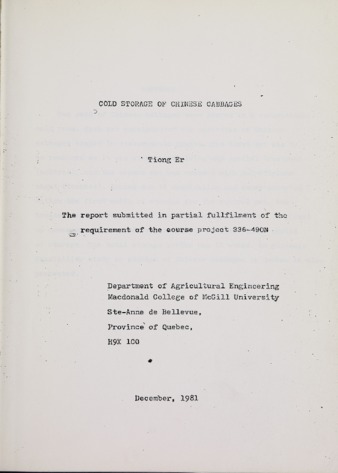 COLD STORAGE OF CHINESE CABBAGES
Tiong Er
The report submitted in partial fullfilment of the
requirement of the course project 336-490N
Department of Agricultural Engineering
Macdonald College of McGill University
Ste-Anne de Bellevue,
Province of Quebec,
H9X 1C0
December, 1981